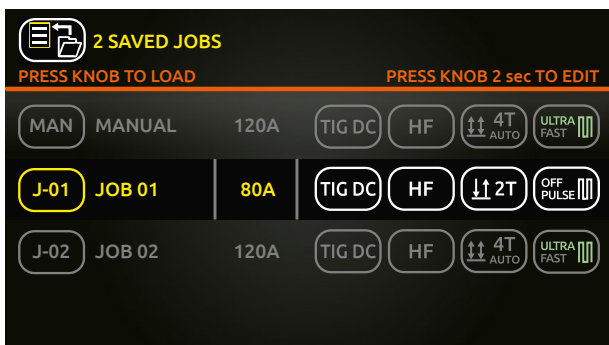 2 SAVED JOBS
PRESS KNOB TO LOAD PRESS KNOB 2 sec TO EDIT
MAN MANUAL 120A TIG DC HF 4T AUTO ULTRA FAST
J-01 JOB 01 80A TIG DC HF 2T OFF PULSE
J-02 JOB 02 120A TIG DC HF 4T AUTO ULTRA FAST